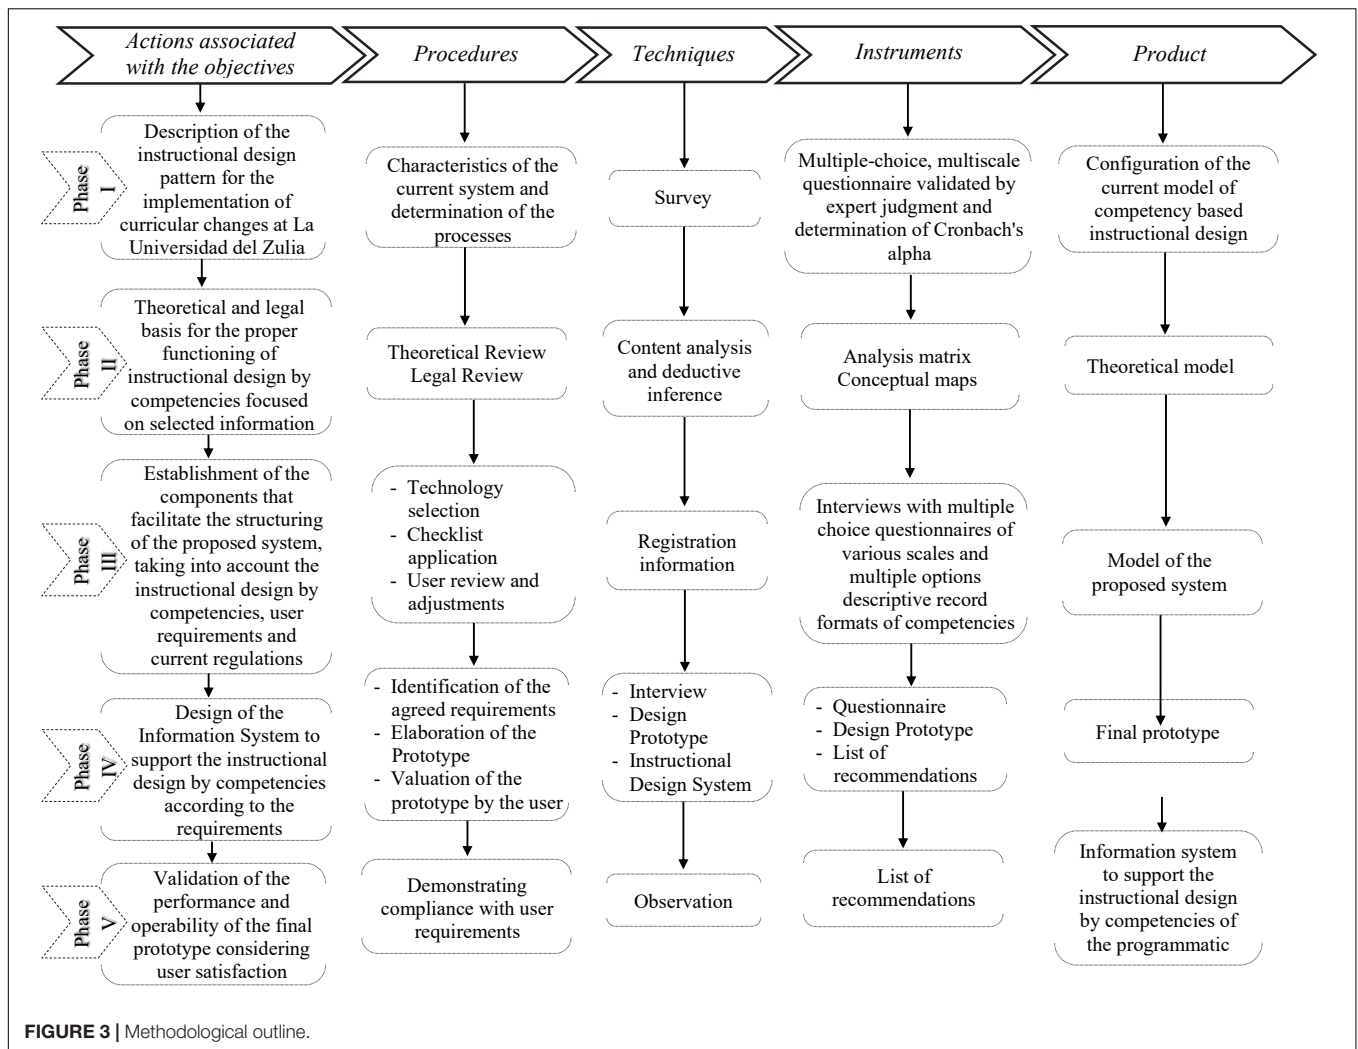 Actions associated
with the objectives
Procedures
Techniques
Instruments
Product
Phase
I
Description of the
instructional design
pattern for the
implementation of
curricular changes at La
Universidad del Zulia
Characteristics of the
current system and
determination of the
processes
Survey
Multiple-choice, multiscale
questionnaire validated by
expert judgment and
determination of Cronbach's
alpha
Configuration of the
current model of
competency based
instructional design
Phase
II
Theoretical and legal
basis for the proper
functioning of
instructional design by
competencies focused
on selected information
Theoretical Review
Legal Review
Content analysis
and deductive
inference
Analysis matrix
Conceptual maps
Theoretical model
Phase
III
Establishment of the
components that
facilitate the structuring
of the proposed system,
taking into account the
instructional design by
competencies, user
requirements and
current regulations
- Technology
selection
- Checklist
application
- User review and
adjustments
Registration
information
Interviews with multiple
choice questionnaires of
various scales and
multiple options
descriptive record
formats of competencies
Model of the
proposed system
Phase
IV
Design of the
Information System to
support the instructional
design by competencies
according to the
requirements
- Identification of the
agreed requirements
- Elaboration of the
Prototype
- Valuation of the
prototype by the user
- Interview
- Design
Prototype
- Instructional
Design System
- Questionnaire
- Design Prototype
- List of
recommendations
Final prototype
Phase
V
Validation of the
performance and
operability of the final
prototype considering
user satisfaction
Demonstrating
compliance with user
requirements
Observation
List of
recommendations
Information system
to support the
instructional design
by competencies of
the programmatic
FIGURE 3 | Methodological outline.